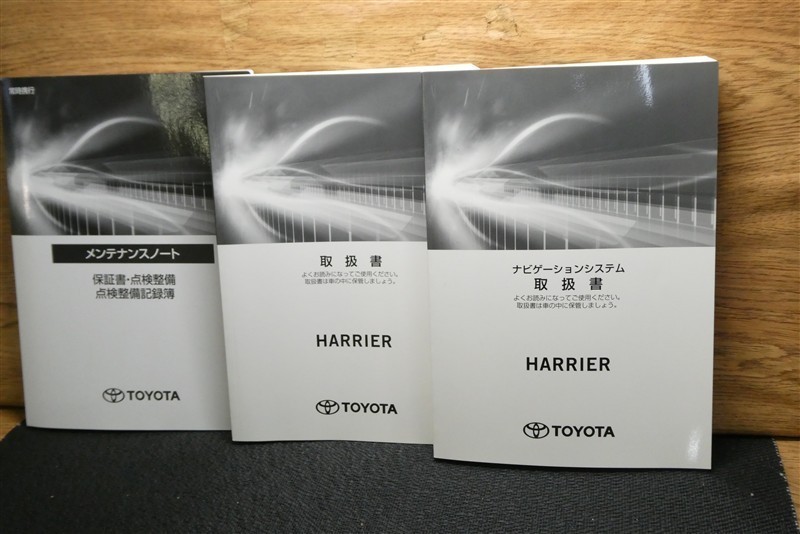 常時携行
メンテナンスノート
保証書・点検整備
点検整備記録簿
TOYOTA
取扱書
よくお読みになってご使用ください。
取扱書は車の中に保管しましょう。
HARRIER
TOYOTA
ナビゲーションシステム
取扱書
よくお読みになってご使用ください。
取扱書は車の中に保管しましょう。
HARRIER
TOYOTA